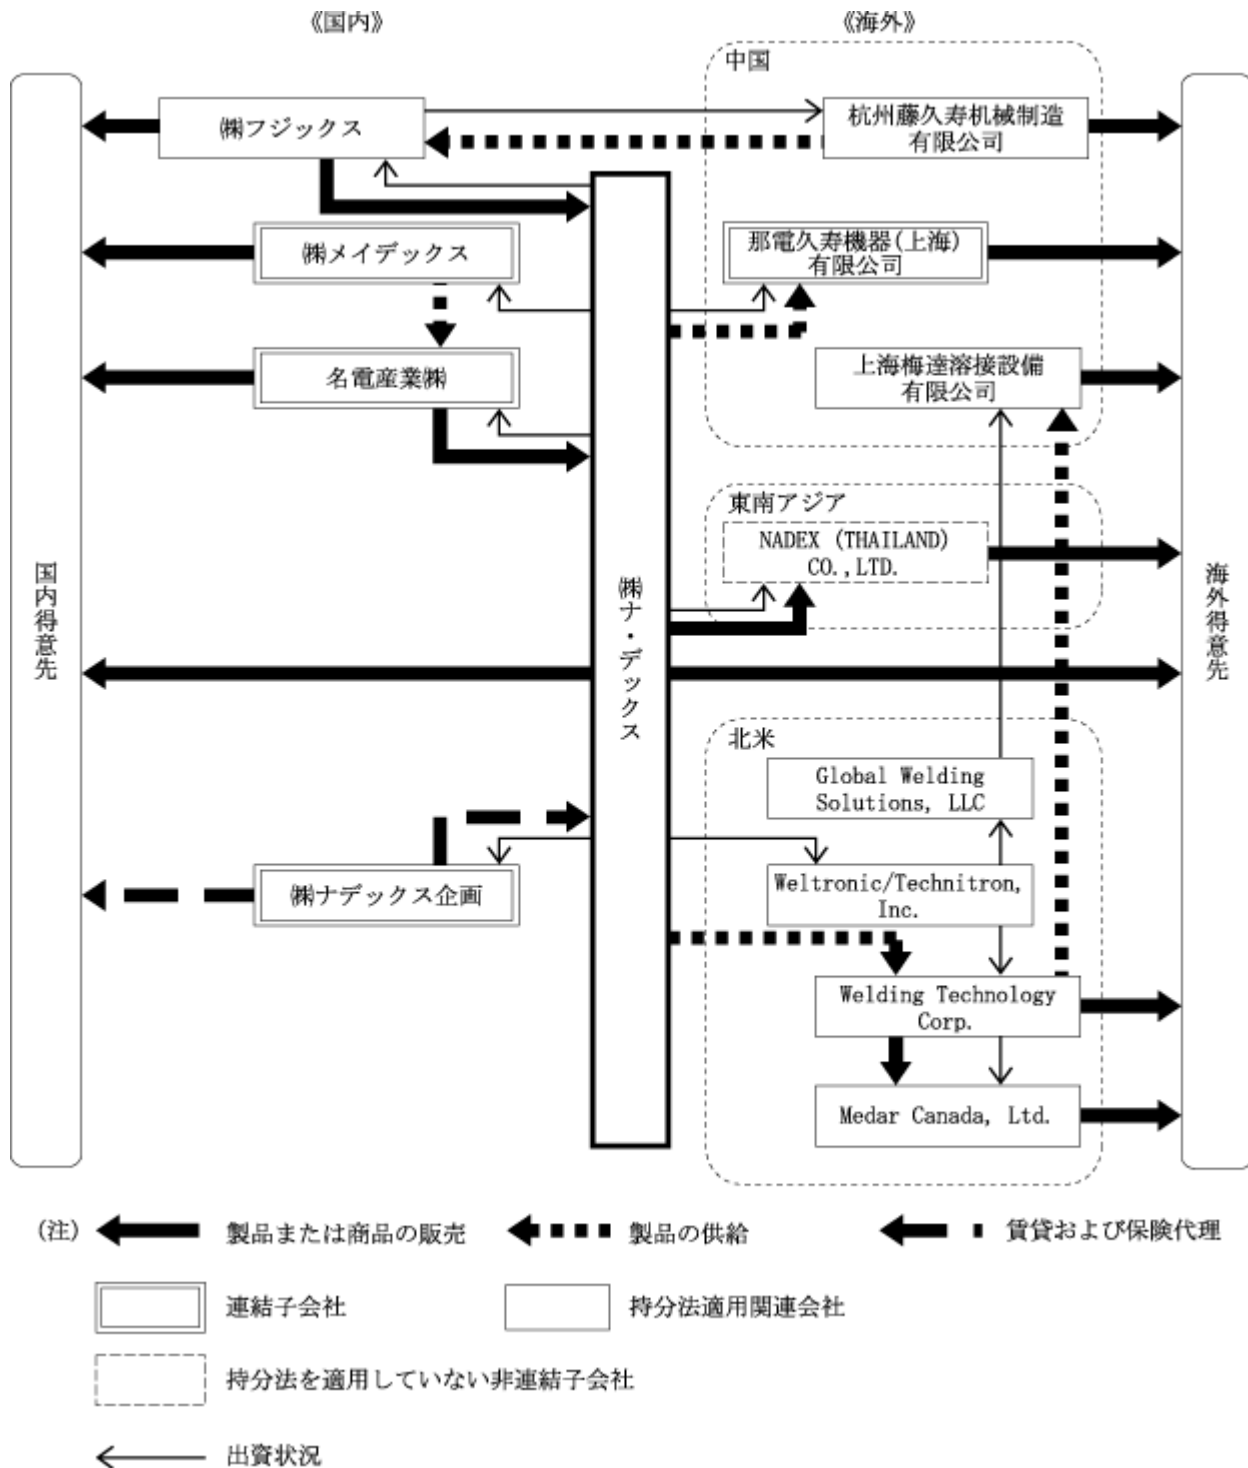 《国内》
《海外》
中国
㈱フジックス
杭州藤久寿机械制造
有限公司
㈱メイデックス
那電久寿機器(上海)
有限公司
名電産業㈱
上海梅達溶接設備
有限公司
東南アジア
NADEX (THAILAND)
CO.,LTD.
国内得意先
㈱ナ・デックス
海外得意先
北米
Global Welding
Solutions, LLC
㈱ナデックス企画
Weltronic/Technitron,
Inc.
Welding Technology
Corp.
Medar Canada, Ltd.
(注)
製品または商品の販売
製品の供給
賃貸および保険代理
連結子会社
持分法適用関連会社
持分法を適用していない非連結子会社
出資状況